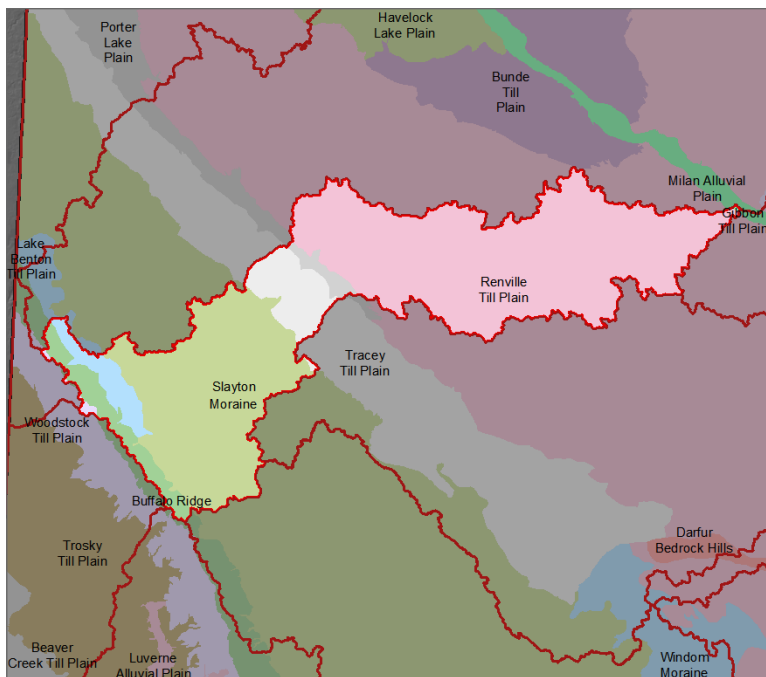 Porter
Lake
Plain
Havelock
Lake Plain
Bunde
Till
Plain
Milan Alluvial
Plain
Gibbon
Till Plain
Lake
Benton
Till Plain
Renville
Till Plain
Tracey
Till Plain
Slayton
Moraine
Woodstock
Till Plain
Buffalo Ridge
Trosky
Till Plain
Darfur
Bedrock Hills
Beaver
Creek Till Plain
Luverne
Alluvial Plain
Windom
Moraine